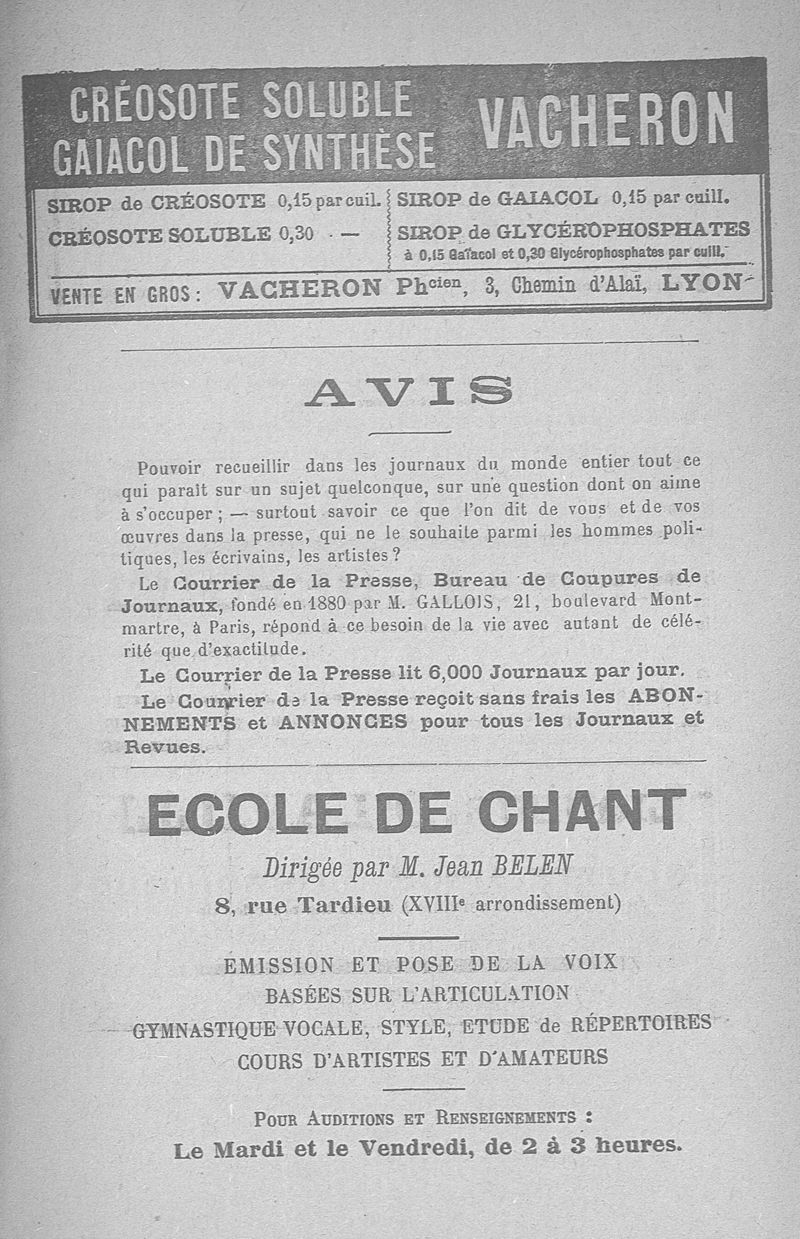 CRÉOSOTE SOLUBLE
GAIACOL DE SYNTHÈSE
VACHERON
SIROP de CRÉOSOTE 0,15 par cuil.
CRÉOSOTE SOLUBLE 0,30 - —
SIROP de GAIACOL 0,15 par cuill.
SIROP de GLYCÉROPHOSPHATES
à 0,15 Gaïacol et 0,30 Glycérophosphates par cuill.
VENTE EN GROS : VACHERON Phcien, 3, Chemin d'Alaï, LYON
AVIS
Pouvoir recueillir dans les journaux du monde entier tout ce
qui paraît sur un sujet quelconque, sur une question dont on aime
à s'occuper ; — surtout savoir ce que l'on dit de vous et de vos
œuvres dans la presse, qui ne le souhaite parmi les hommes poli-
tiques, les écrivains, les artistes ?
Le Courrier de la Presse, Bureau de Coupures de
Journaux, fondé en 1880 par M. GALLOIS, 21, boulevard Mont-
martre, à Paris, répond à ce besoin de la vie avec autant de célé-
rité que d'exactitude.
Le Courrier de la Presse lit 6,000 Journaux par jour.
Le Courrier de la Presse reçoit sans frais les ABON-
NEMENTS et ANNONCES pour tous les Journaux et
Revues.
ECOLE DE CHANT
Dirigée par M. Jean BELEN
8, rue Tardieu (XVIIIe arrondissement)
ÉMISSION ET POSE DE LA VOIX
BASÉES SUR L'ARTICULATION
GYMNASTIQUE VOCALE, STYLE, ETUDE de RÉPERTOIRES
COURS D'ARTISTES ET D'AMATEURS
POUR AUDITIONS ET RENSEIGNEMENTS :
Le Mardi et le Vendredi, de 2 à 3 heures.